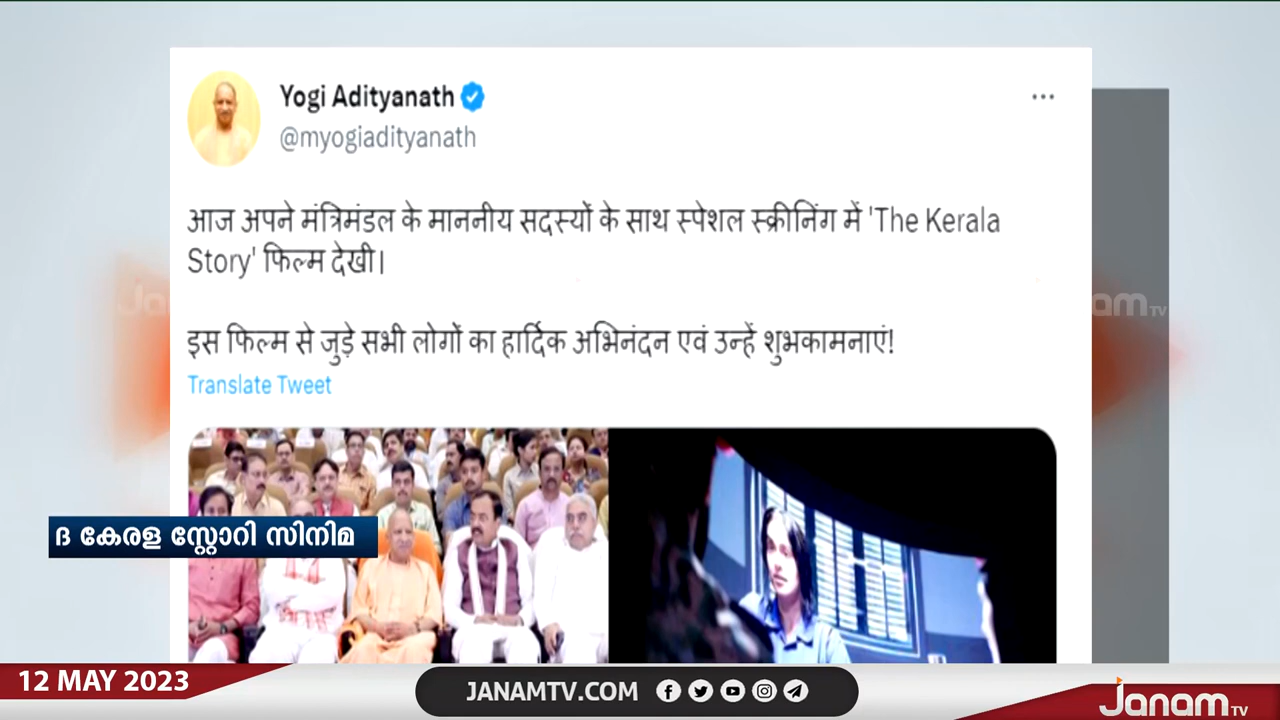 Yogi Adityanath
@myogiadityanath
आज अपने मंत्रिमंडल के माननीय सदस्यों के साथ स्पेशल स्क्रीनिंग में 'The Kerala
Story' फिल्म देखी।
इस फिल्म से जुड़े सभी लोगों का हार्दिक अभिनंदन एवं उन्हें शुभकामनाएं!
Translate Tweet
ദ കേരള സ്റ്റോറി സിനിമ
12 MAY 2023
JANAMTV.COM
Janam TV